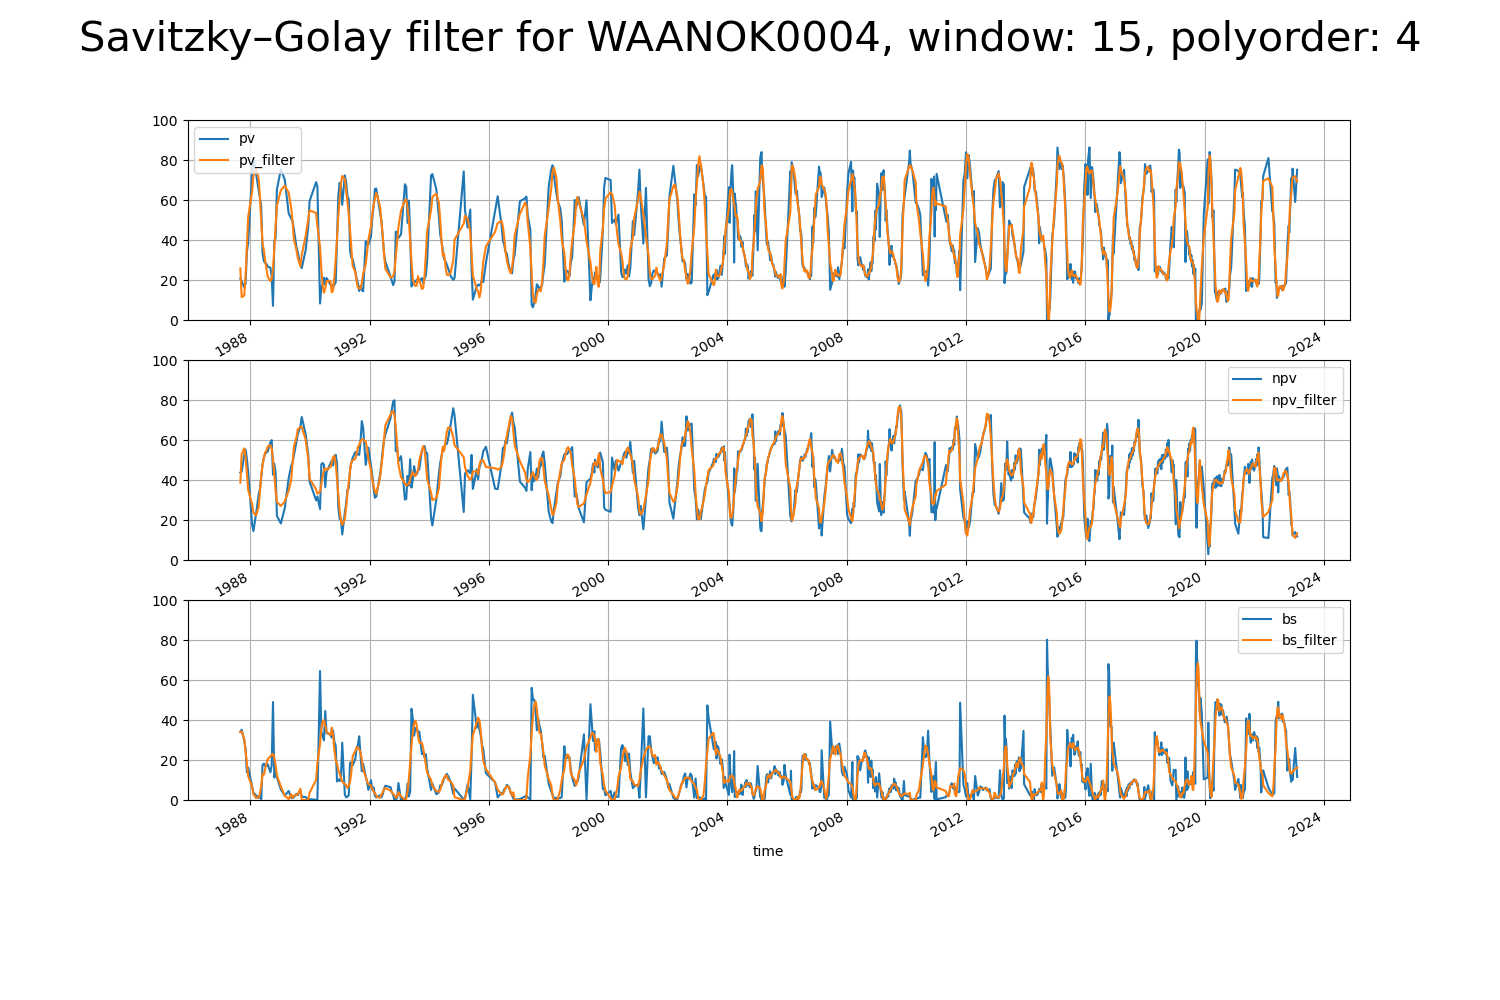 Savitzky–Golay filter for WAANOK0004, window: 15, polyorder: 4
100
80
60
40
20
0
pv
pv_filter
1988 1992 1996 2000 2004 2008 2012 2016 2020 2024
100
80
60
40
20
0
npv
npv_filter
1988 1992 1996 2000 2004 2008 2012 2016 2020 2024
100
80
60
40
20
0
bs
bs_filter
1988 1992 1996 2000 2004 2008 2012 2016 2020 2024
time